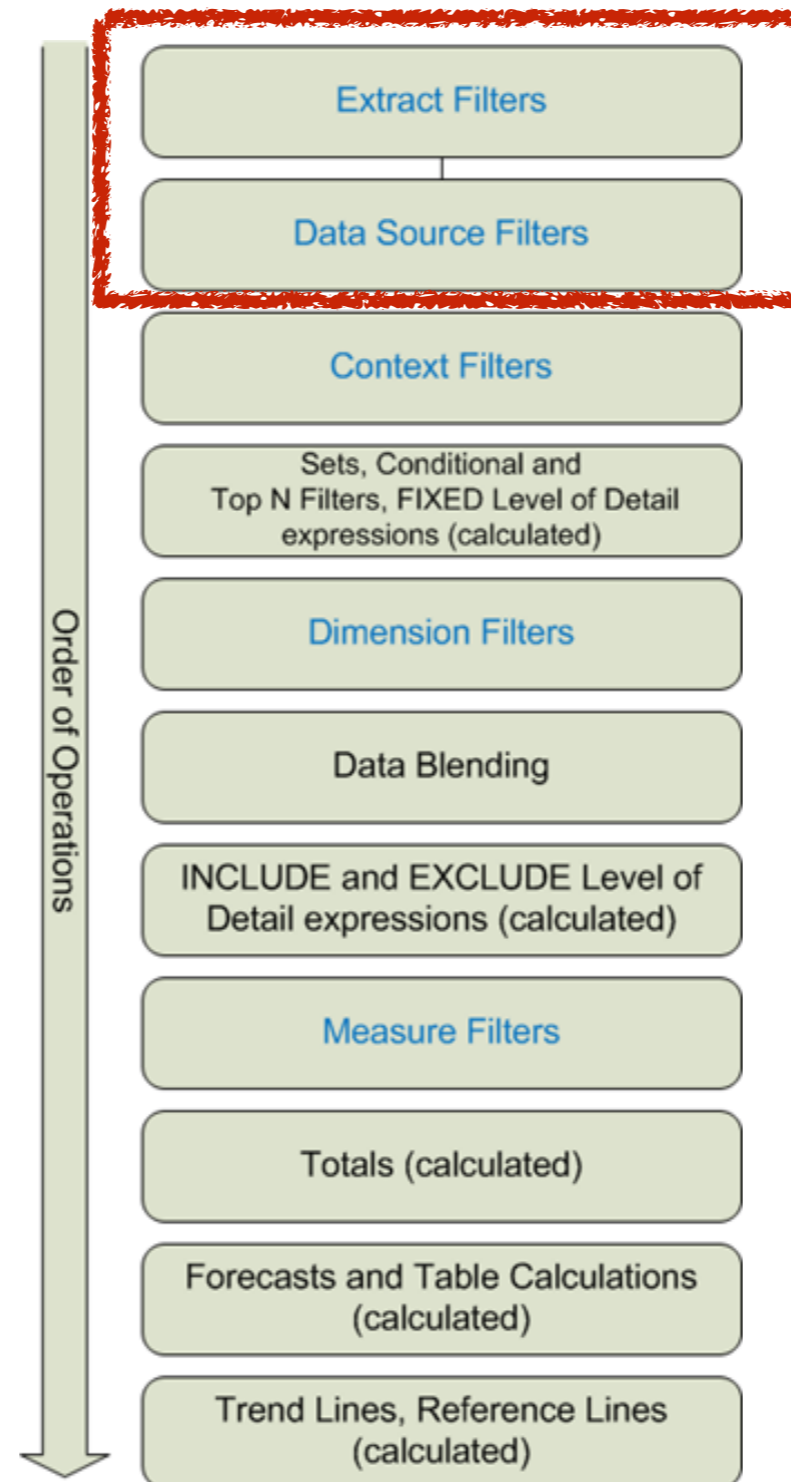 Order of Operations
Extract Filters
Data Source Filters
Context Filters
Sets, Conditional and
Top N Filters, FIXED Level of Detail
expressions (calculated)
Dimension Filters
Data Blending
INCLUDE and EXCLUDE Level of
Detail expressions (calculated)
Measure Filters
Totals (calculated)
Forecasts and Table Calculations
(calculated)
Trend Lines, Reference Lines
(calculated)